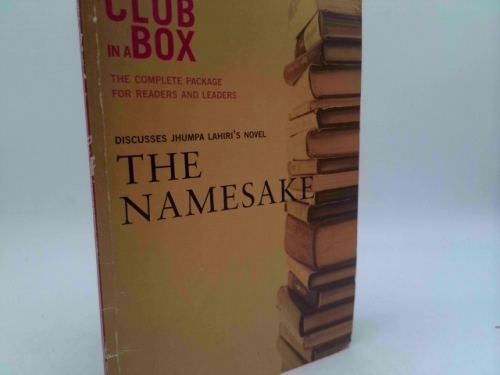 CLUB
IN A BOX
THE COMPLETE PACKAGE
FOR READERS AND LEADERS
DISCUSSES JHUMPA LAHIRI'S NOVEL
THE
NAMESAKE